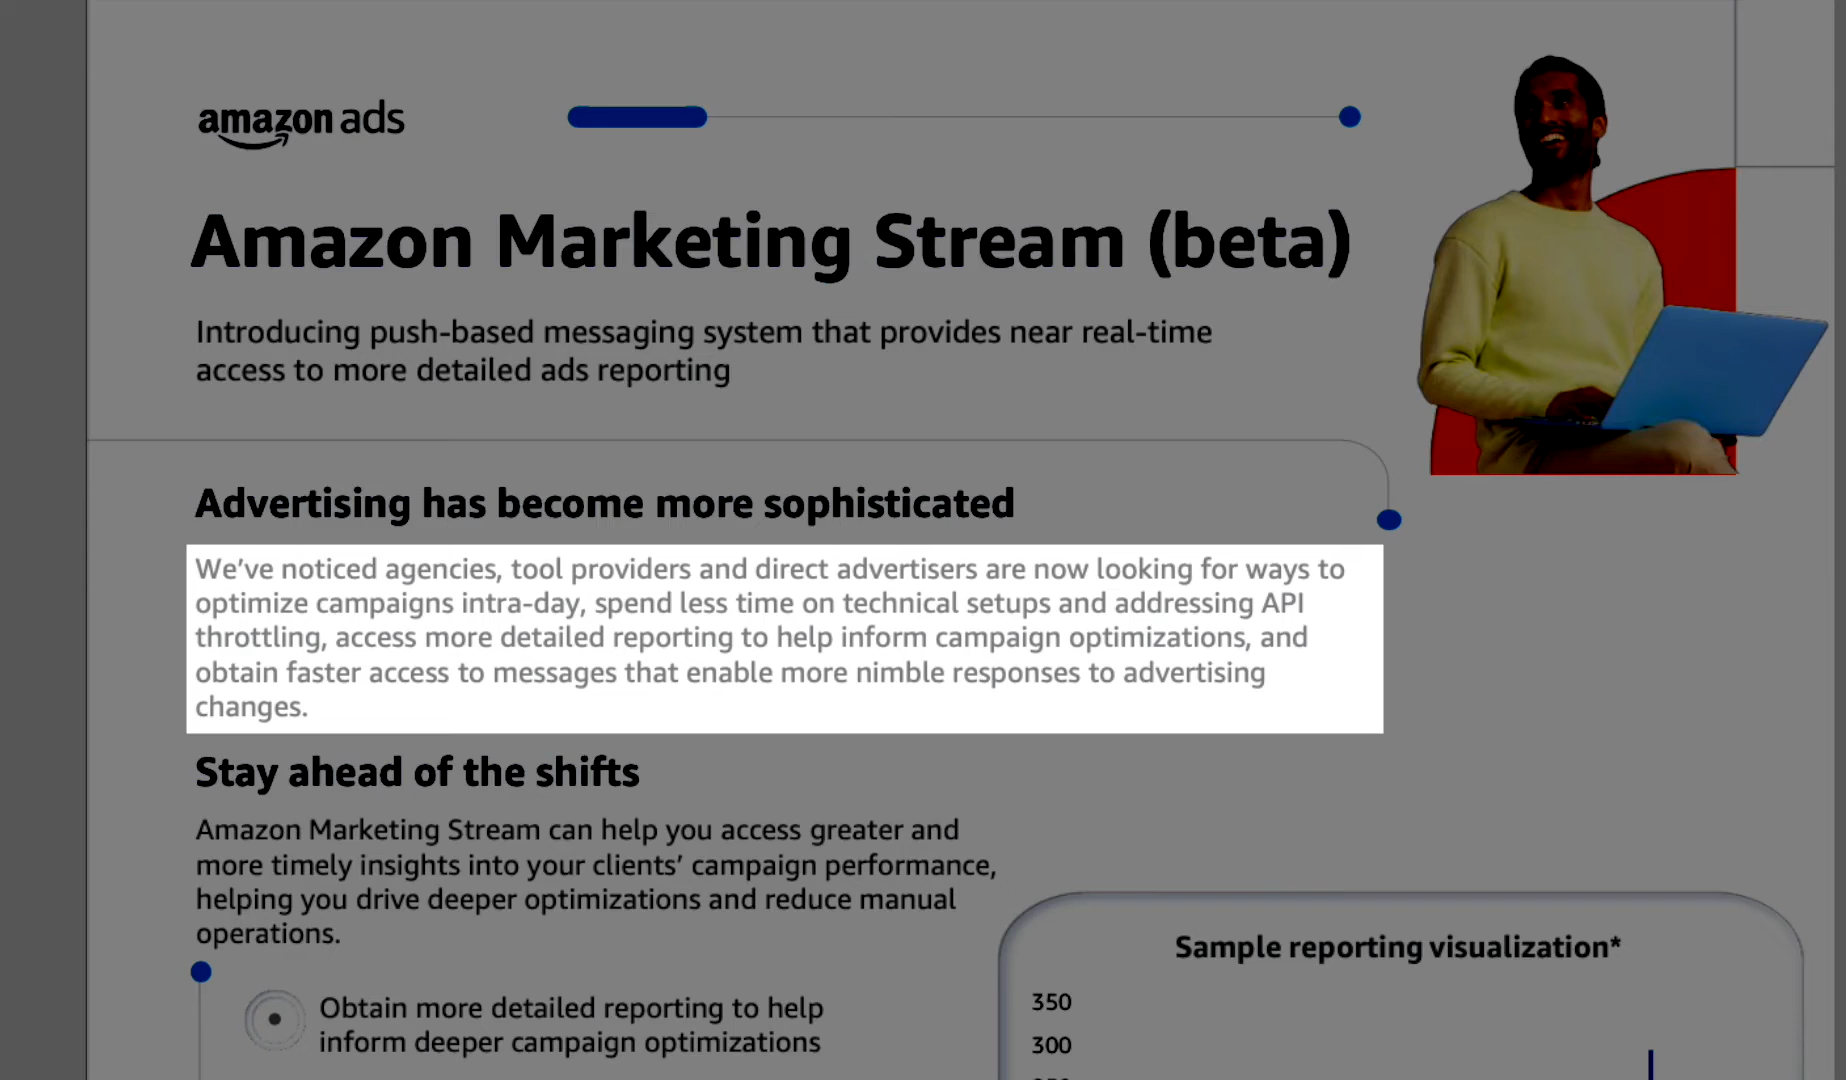 amazon ads
Amazon Marketing Stream (beta)
Introducing push-based messaging system that provides near real-time
access to more detailed ads reporting
Advertising has become more sophisticated
We've noticed agencies, tool providers and direct advertisers are now looking for ways to
optimize campaigns intra-day, spend less time on technical setups and addressing API
throttling, access more detailed reporting to help inform campaign optimizations, and
obtain faster access to messages that enable more nimble responses to advertising
changes.
Stay ahead of the shifts
Amazon Marketing Stream can help you access greater and
more timely insights into your clients' campaign performance,
helping you drive deeper optimizations and reduce manual
operations.
Obtain more detailed reporting to help
inform deeper campaign optimizations
Sample reporting visualization*
350
300